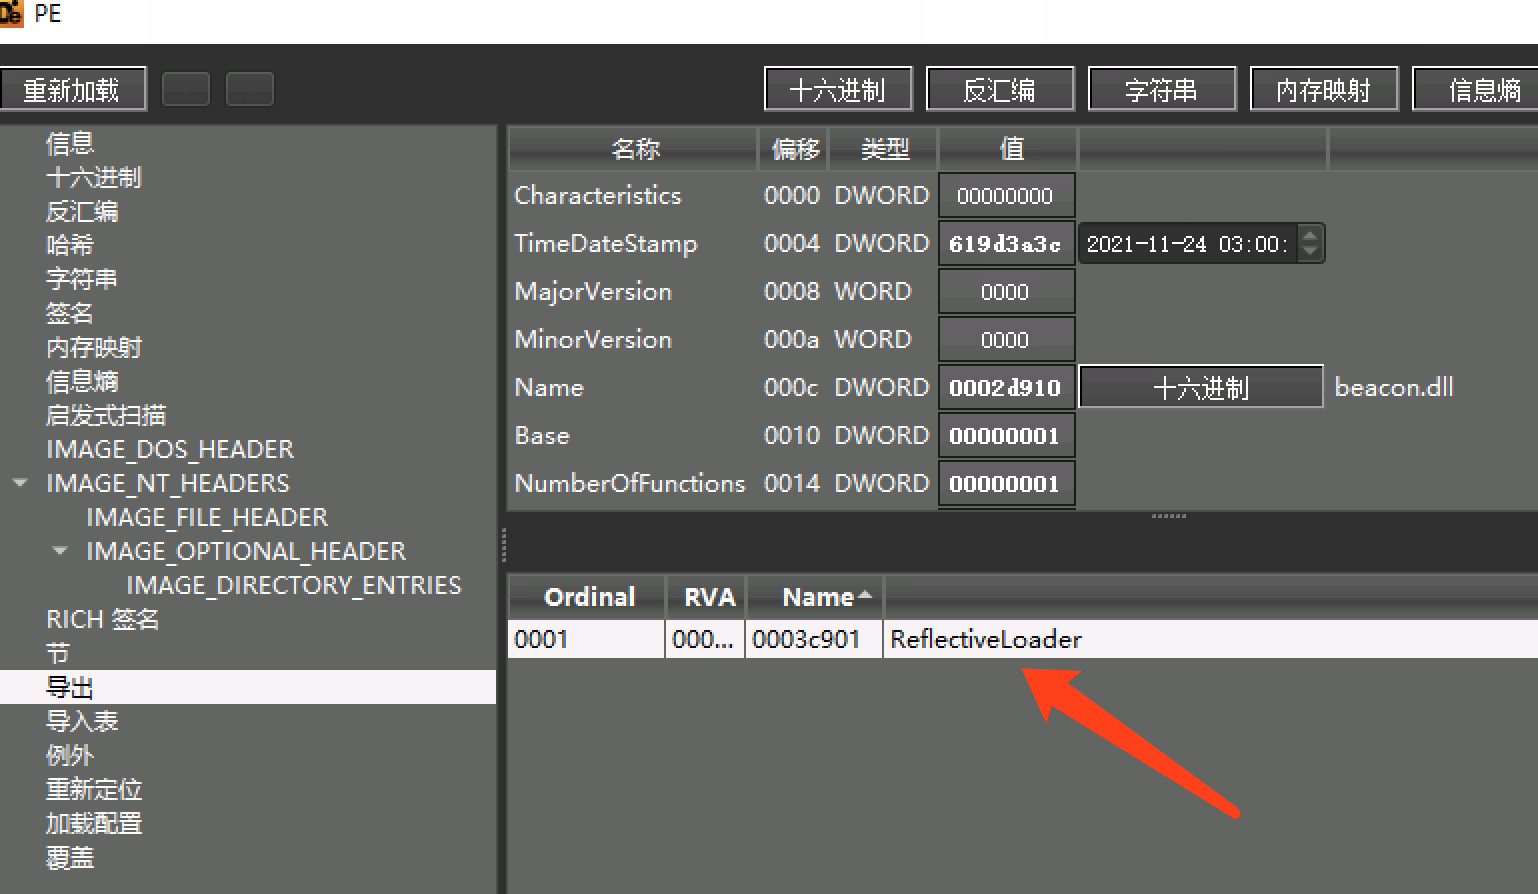 PE
重新加载
十六进制 反汇编 字符串 内存映射 信息熵
信息
十六进制
反汇编
哈希
字符串
签名
内存映射
信息熵
启发式扫描
IMAGE_DOS_HEADER
IMAGE_NT_HEADERS
IMAGE_FILE_HEADER
IMAGE_OPTIONAL_HEADER
IMAGE_DIRECTORY_ENTRIES
RICH 签名
节
导出
导入表
例外
重新定位
加载配置
覆盖
名称 偏移 类型 值
Characteristics 0000 DWORD 00000000
TimeDateStamp 0004 DWORD 619d3a3c 2021-11-24 03:00:
MajorVersion 0008 WORD 0000
MinorVersion 000a WORD 0000
Name 000c DWORD 0002d910 十六进制 beacon.dll
Base 0010 DWORD 00000001
NumberOfFunctions 0014 DWORD 00000001
Ordinal RVA Name
0001 000... 0003c901 ReflectiveLoader